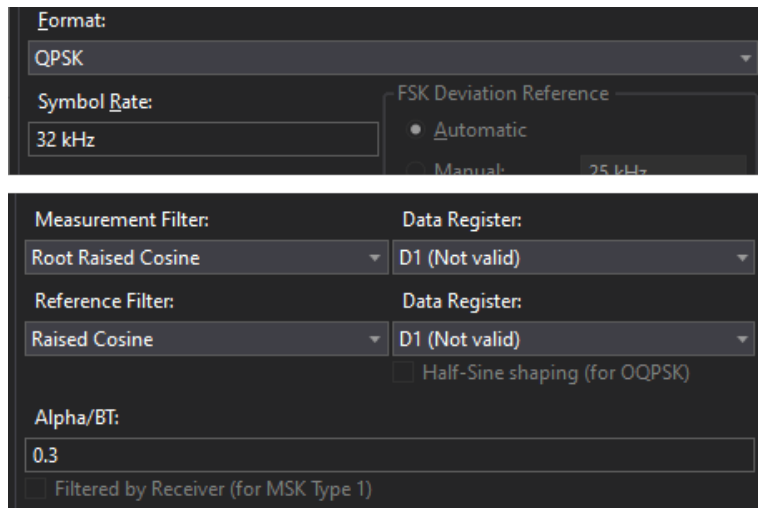 Format:
QPSK
Symbol Rate:
FSK Deviation Reference
32 kHz
Automatic
Manual:
25 kHz
Measurement Filter:
Data Register:
Root Raised Cosine
D1 (Not valid)
Reference Filter:
Data Register:
Raised Cosine
D1 (Not valid)
Half-Sine shaping (for OQPSK)
Alpha/BT:
0.3
Filtered by Receiver (for MSK Type 1)